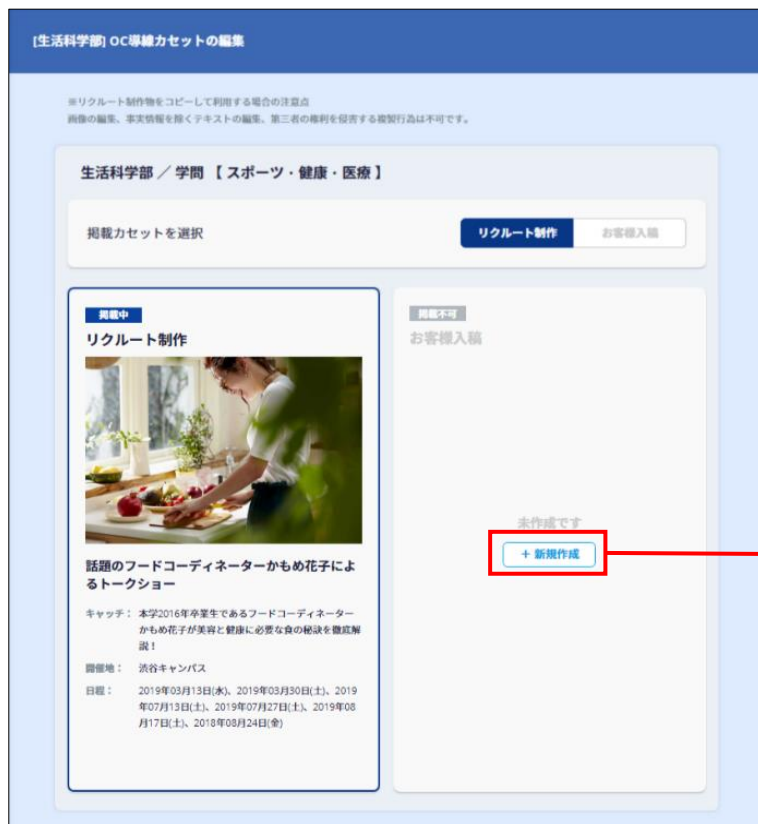 [生活科学部] OC導線カセットの編集
※リクルート制作物をコピーして利用する場合の注意点
画像の編集、事実情報を除くテキストの編集、第三者の権利を侵害する複製行為は不可です。
生活科学部 ／ 学問 【 スポーツ・健康・医療 】
掲載カセットを選択
リクルート制作
お客様入稿
掲載中
リクルート制作
話題のフードコーディネーターかもめ花子によ
るトークショー
キャッチ： 本学2016年卒業生であるフードコーディネーター
かもめ花子が美容と健康に必要な食の秘訣を徹底解
説！
開催地： 渋谷キャンパス
日程： 2019年03月13日(水)、2019年03月30日(土)、2019
年07月13日(土)、2019年07月27日(土)、2019年08
月17日(土)、2018年08月24日(金)
掲載不可
お客様入稿
未作成です
+ 新規作成